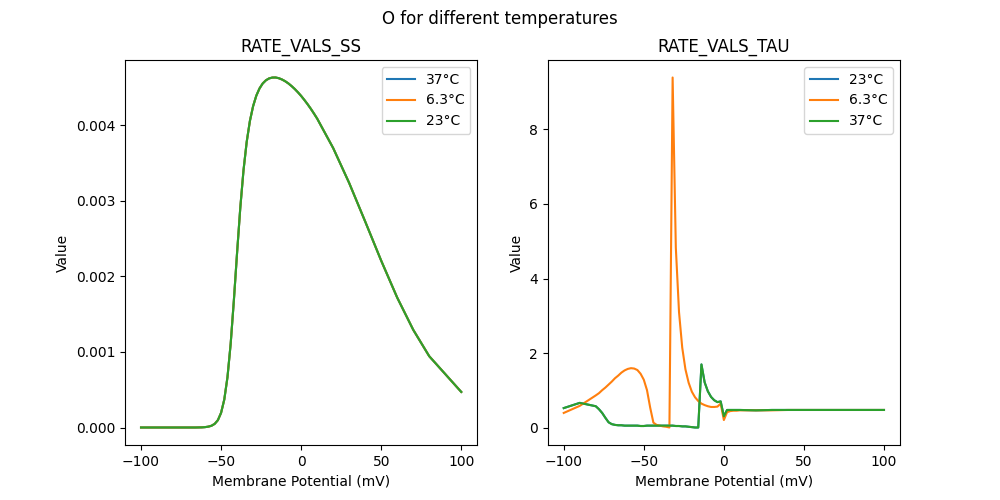 O for different temperatures
RATE_VALS_SS
37°C
6.3°C
23°C
0.004
0.003
0.002
0.001
0.000
Value
−100
−50
0
50
100
Membrane Potential (mV)
RATE_VALS_TAU
23°C
6.3°C
37°C
8
6
4
2
0
Value
−100
−50
0
50
100
Membrane Potential (mV)